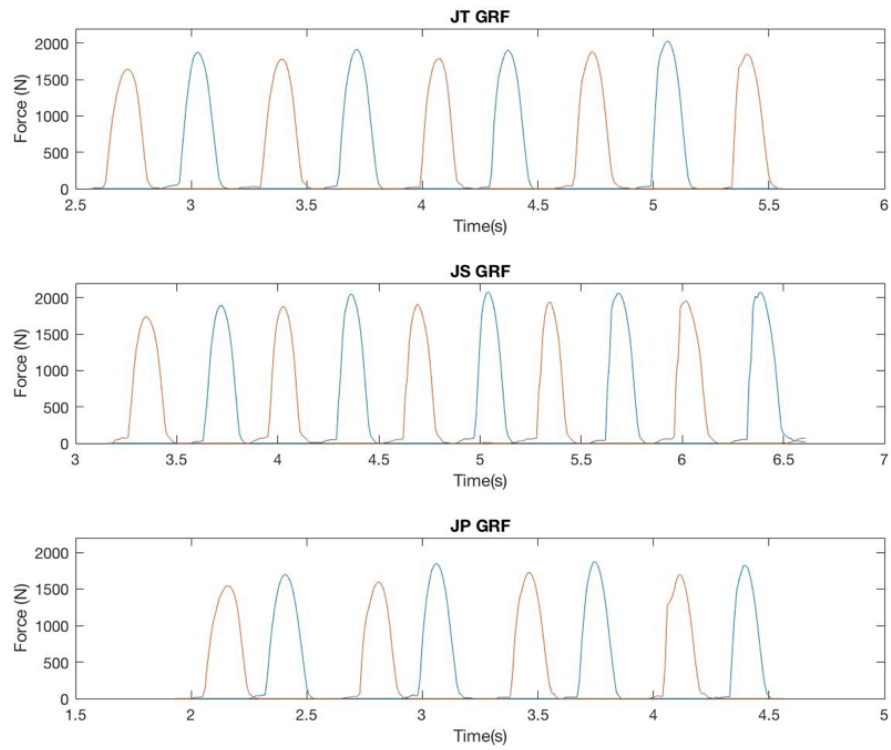 JT GRF
2000
1500
1000
500
0
Force (N)
2.5 3 3.5 4 4.5 5 5.5 6
Time(s)
JS GRF
2000
1500
1000
500
0
Force (N)
3 3.5 4 4.5 5 5.5 6 6.5 7
Time(s)
JP GRF
2000
1500
1000
500
0
Force (N)
1.5 2 2.5 3 3.5 4 4.5 5
Time(s)